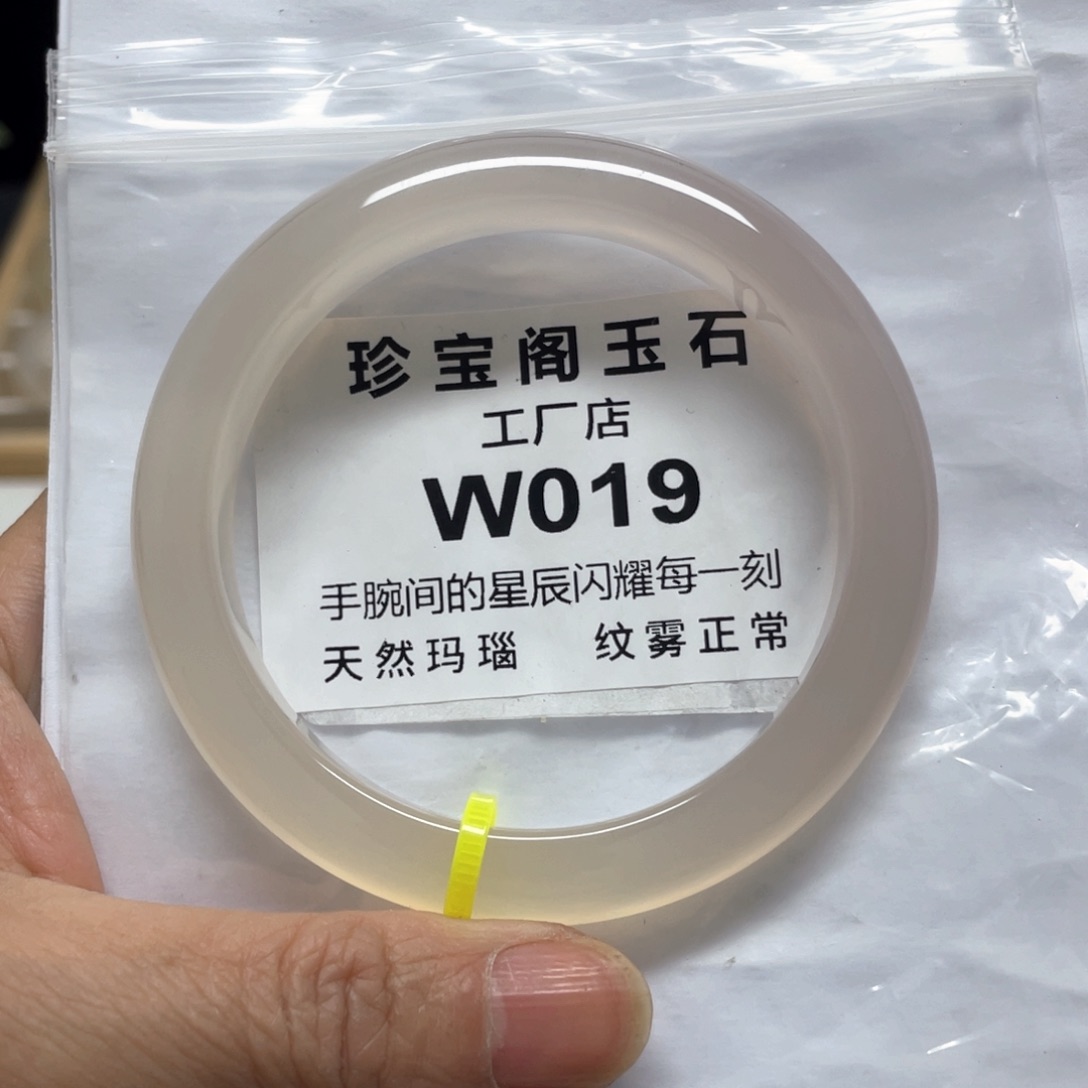 珍宝阁玉石
工厂店
W019
手腕间的星辰闪耀每一刻
天然玛瑙 纹雾正常